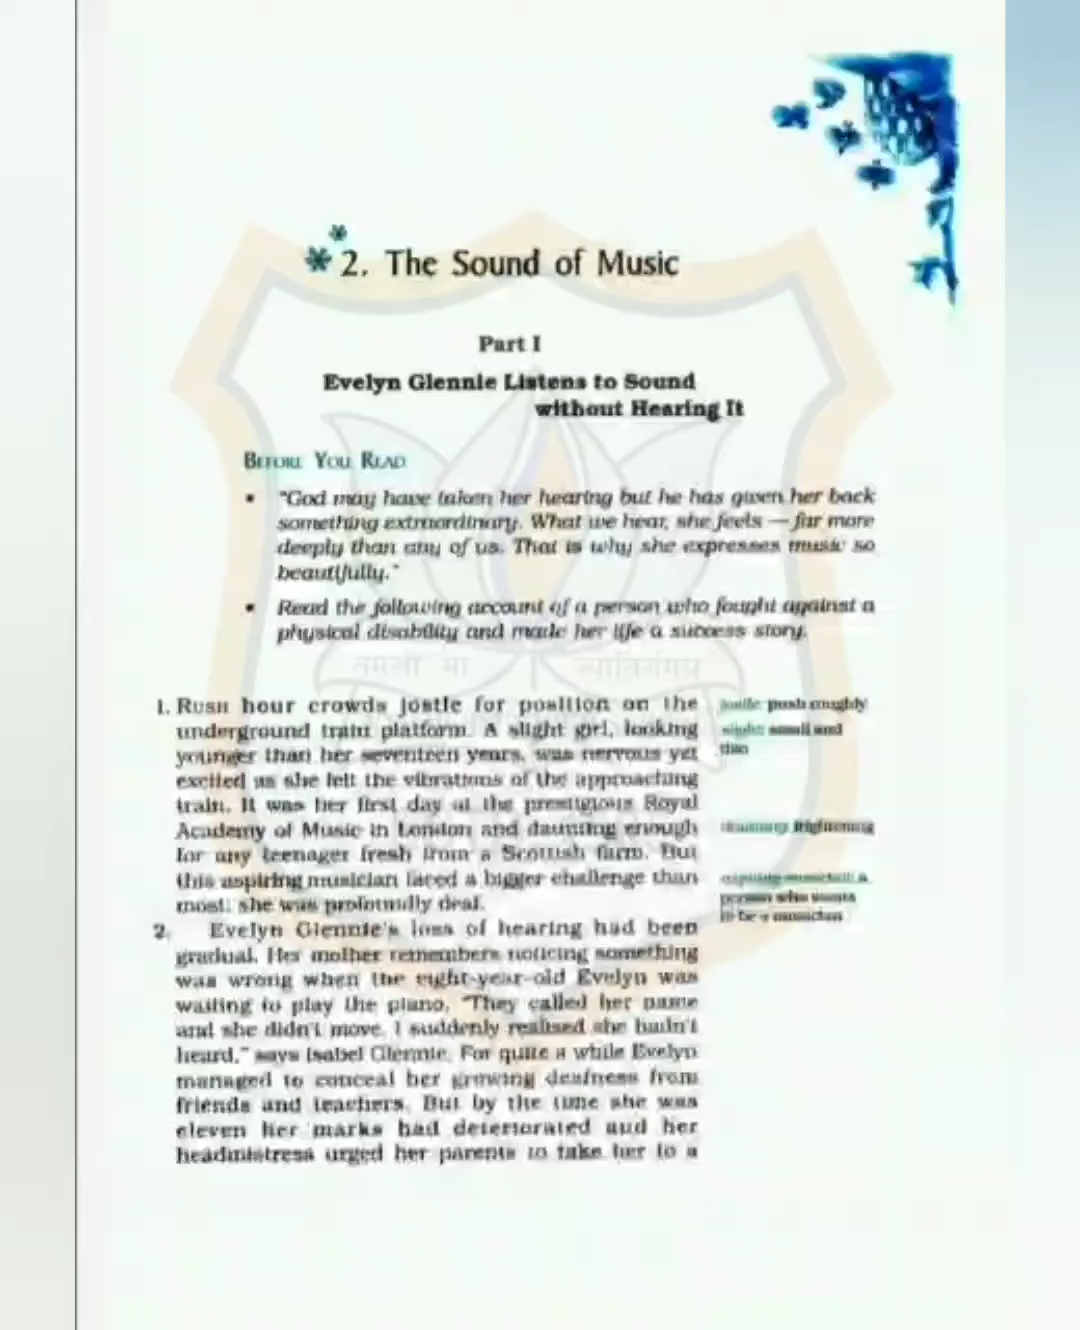 2. The Sound of Music
Part I
Evelyn Glennie Listens to Sound
without Hearing It
BEFORE YOU READ
• "God may have taken her hearing but he has given her back
something extraordinary. What we hear, she feels — far more
deeply than any of us. That is why she expresses music so
beautifully."
• Read the following account of a person who fought against a
physical disability and made her life a success story.
तमसो मा ज्योतिर्गमय
1. Rush hour crowds jostle for position on the
jostle: push roughly
underground train platform. A slight girl, looking
slight: small and
younger than her seventeen years, was nervous yet
thin
excited as she felt the vibrations of the approaching
train. It was her first day at the prestigious Royal
Academy of Music in London and daunting enough
daunting: frightening
for any teenager fresh from a Scottish farm. But
this aspiring musician faced a bigger challenge than
aspiring musician: a
person who wants
most: she was profoundly deaf.
to be a musician
2. Evelyn Glennie's loss of hearing had been
gradual. Her mother remembers noticing something
was wrong when the eight-year-old Evelyn was
waiting to play the piano. "They called her name
and she didn't move. I suddenly realised she hadn't
heard," says Isabel Glennie. For quite a while Evelyn
managed to conceal her growing deafness from
friends and teachers. But by the time she was
eleven her marks had deteriorated and her
headmistress urged her parents to take her to a